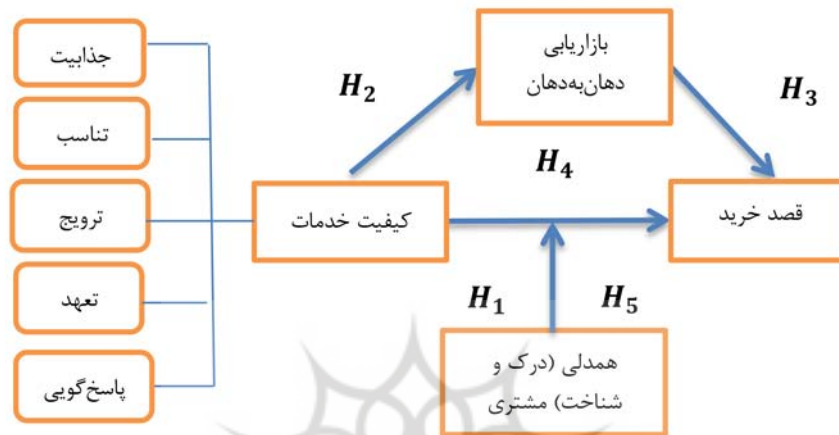 جذابیت
تناسب
ترویج
تعهد
پاسخ‌گویی
کیفیت خدمات
بازاریابی
دهان‌به‌دهان
قصد خرید
همدلی (درک و
شناخت) مشتری
H₂
H₃
H₄
H₁
H₅